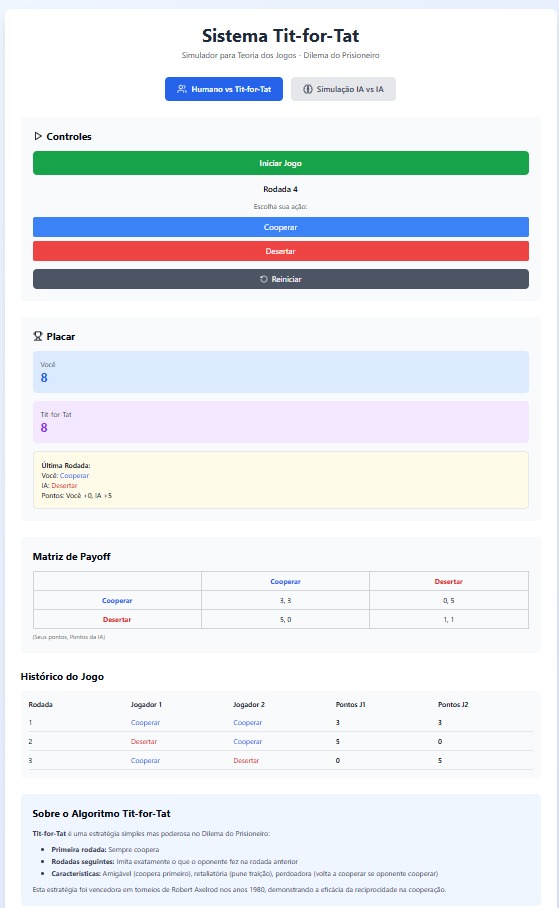 Sistema Tit-for-Tat
Simulador para Teoria dos Jogos - Dilema do Prisioneiro
Humano vs Tit-for-Tat
Simulação IA vs IA
Controles
Iniciar Jogo
Rodada 4
Escolha sua ação:
Cooperar
Desertar
Reiniciar
Placar
Você
8
Tit-for-Tat
8
Última Rodada:
Você: Cooperar
IA: Desertar
Pontos: Você +0, IA +5
Matriz de Payoff
Cooperar Desertar
Cooperar 3, 3 0, 5
Desertar 5, 0 1, 1
(Seus pontos, Pontos da IA)
Histórico do Jogo
Rodada Jogador 1 Jogador 2 Pontos J1 Pontos J2
1 Cooperar Cooperar 3 3
2 Desertar Cooperar 5 0
3 Cooperar Desertar 0 5
Sobre o Algoritmo Tit-for-Tat
Tit-for-Tat é uma estratégia simples mas poderosa no Dilema do Prisioneiro:
• Primeira rodada: Sempre coopera
• Rodadas seguintes: Imita exatamente o que o oponente fez na rodada anterior
• Características: Amigável (coopera primeiro), retaliatória (pune traição), perdoadora (volta a cooperar se oponente cooperar)
Esta estratégia foi vencedora em torneios de Robert Axelrod nos anos 1980, demonstrando a eficácia da reciprocidade na cooperação.